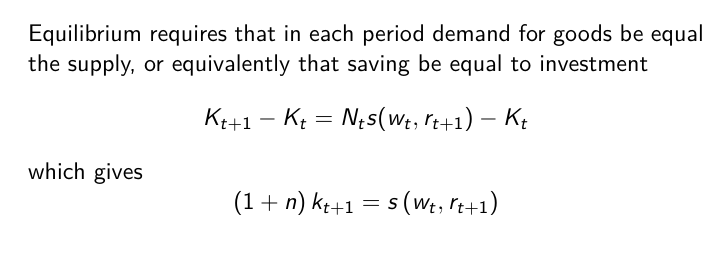 Equilibrium requires that in each period demand for goods be equal
the supply, or equivalently that saving be equal to investment
K_{t+1} − K_t = N_t s(w_t, r_{t+1}) − K_t
which gives
(1 + n) k_{t+1} = s (w_t, r_{t+1})